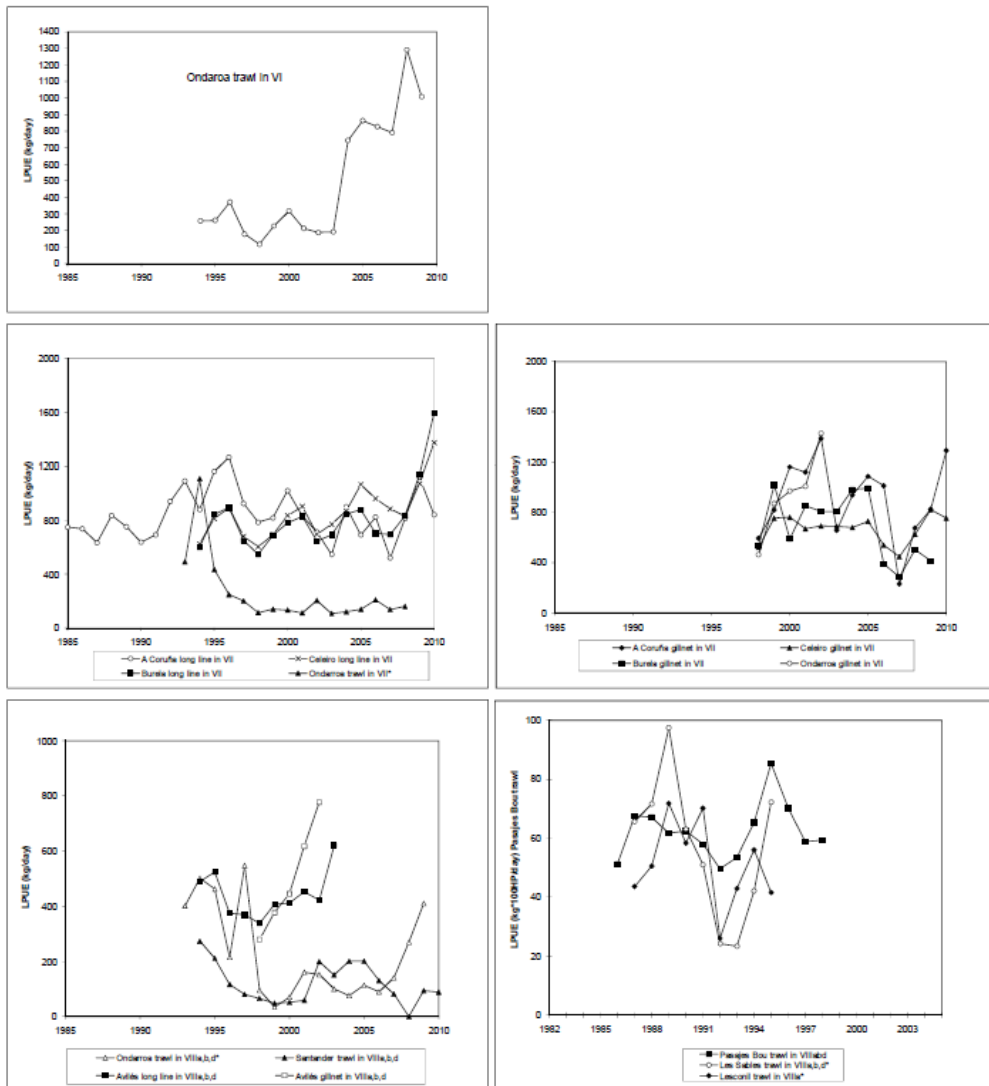 Ondaroa trawl in VI
LPUE (kg/day)
1400
1300
1200
1100
1000
900
800
700
600
500
400
300
200
100
0
1985 1990 1995 2000 2005 2010
LPUE (kg/day)
2000
1600
1200
800
400
0
1985 1990 1995 2000 2005 2010
A Coruña long line in VII
Celeiro long line in VII
Burela long line in VII
Ondarroa trawl in VII*
LPUE (kg/day)
2000
1600
1200
800
400
0
1985 1990 1995 2000 2005 2010
A Coruña gillnet in VII
Celeiro gillnet in VII
Burela gillnet in VII
Ondarroa gillnet in VII
LPUE (kg/day)
1000
800
600
400
200
0
1985 1990 1995 2000 2005 2010
Ondarroa trawl in VIIIa,b,d*
Santander trawl in VIIIa,b,d
Avilés long line in VIIIa,b,d
Avilés gillnet in VIIIa,b,d
LPUE (kg*100HP/day) Pasajes Bou trawl
100
80
60
40
20
0
1982 1985 1988 1991 1994 1997 2000 2003
Pasajes Bou trawl in VIIIabd
Les Sables trawl in VIIIa,b,d*
Lesconil trawl in VIIIa*